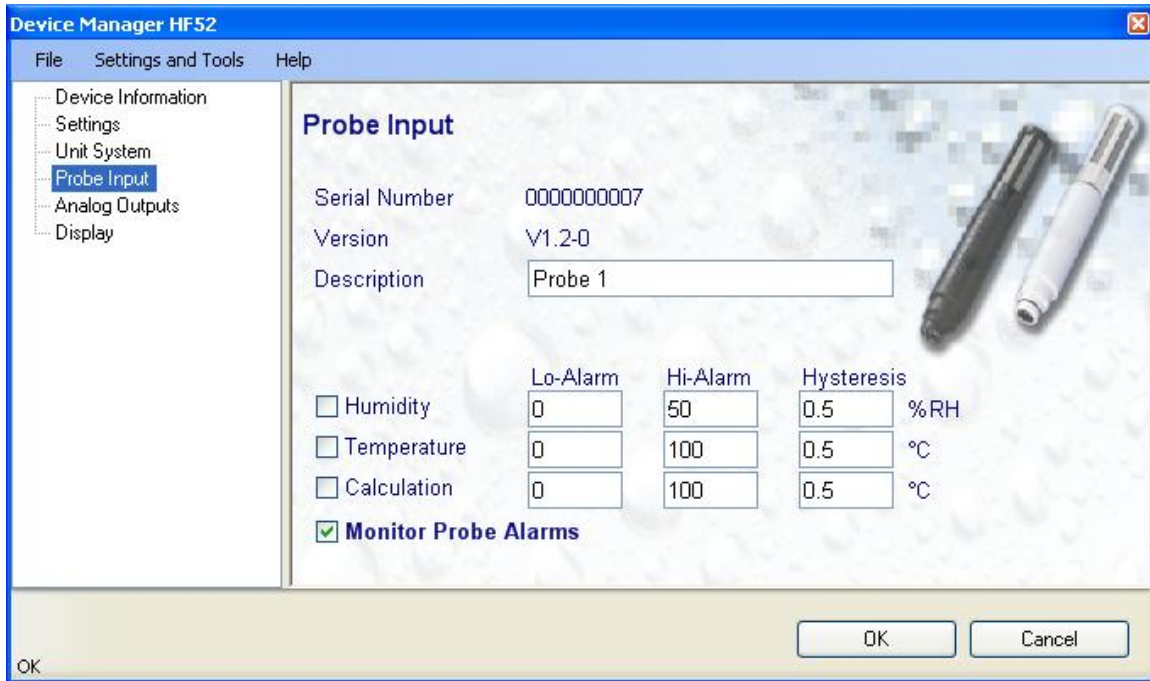 Device Manager HF52
File Settings and Tools Help
Device Information
Settings
Unit System
Probe Input
Analog Outputs
Display
Probe Input
Serial Number 0000000007
Version V1.2-0
Description Probe 1
Lo-Alarm Hi-Alarm Hysteresis
Humidity 0 50 0.5 %RH
Temperature 0 100 0.5 °C
Calculation 0 100 0.5 °C
Monitor Probe Alarms
OK Cancel
OK